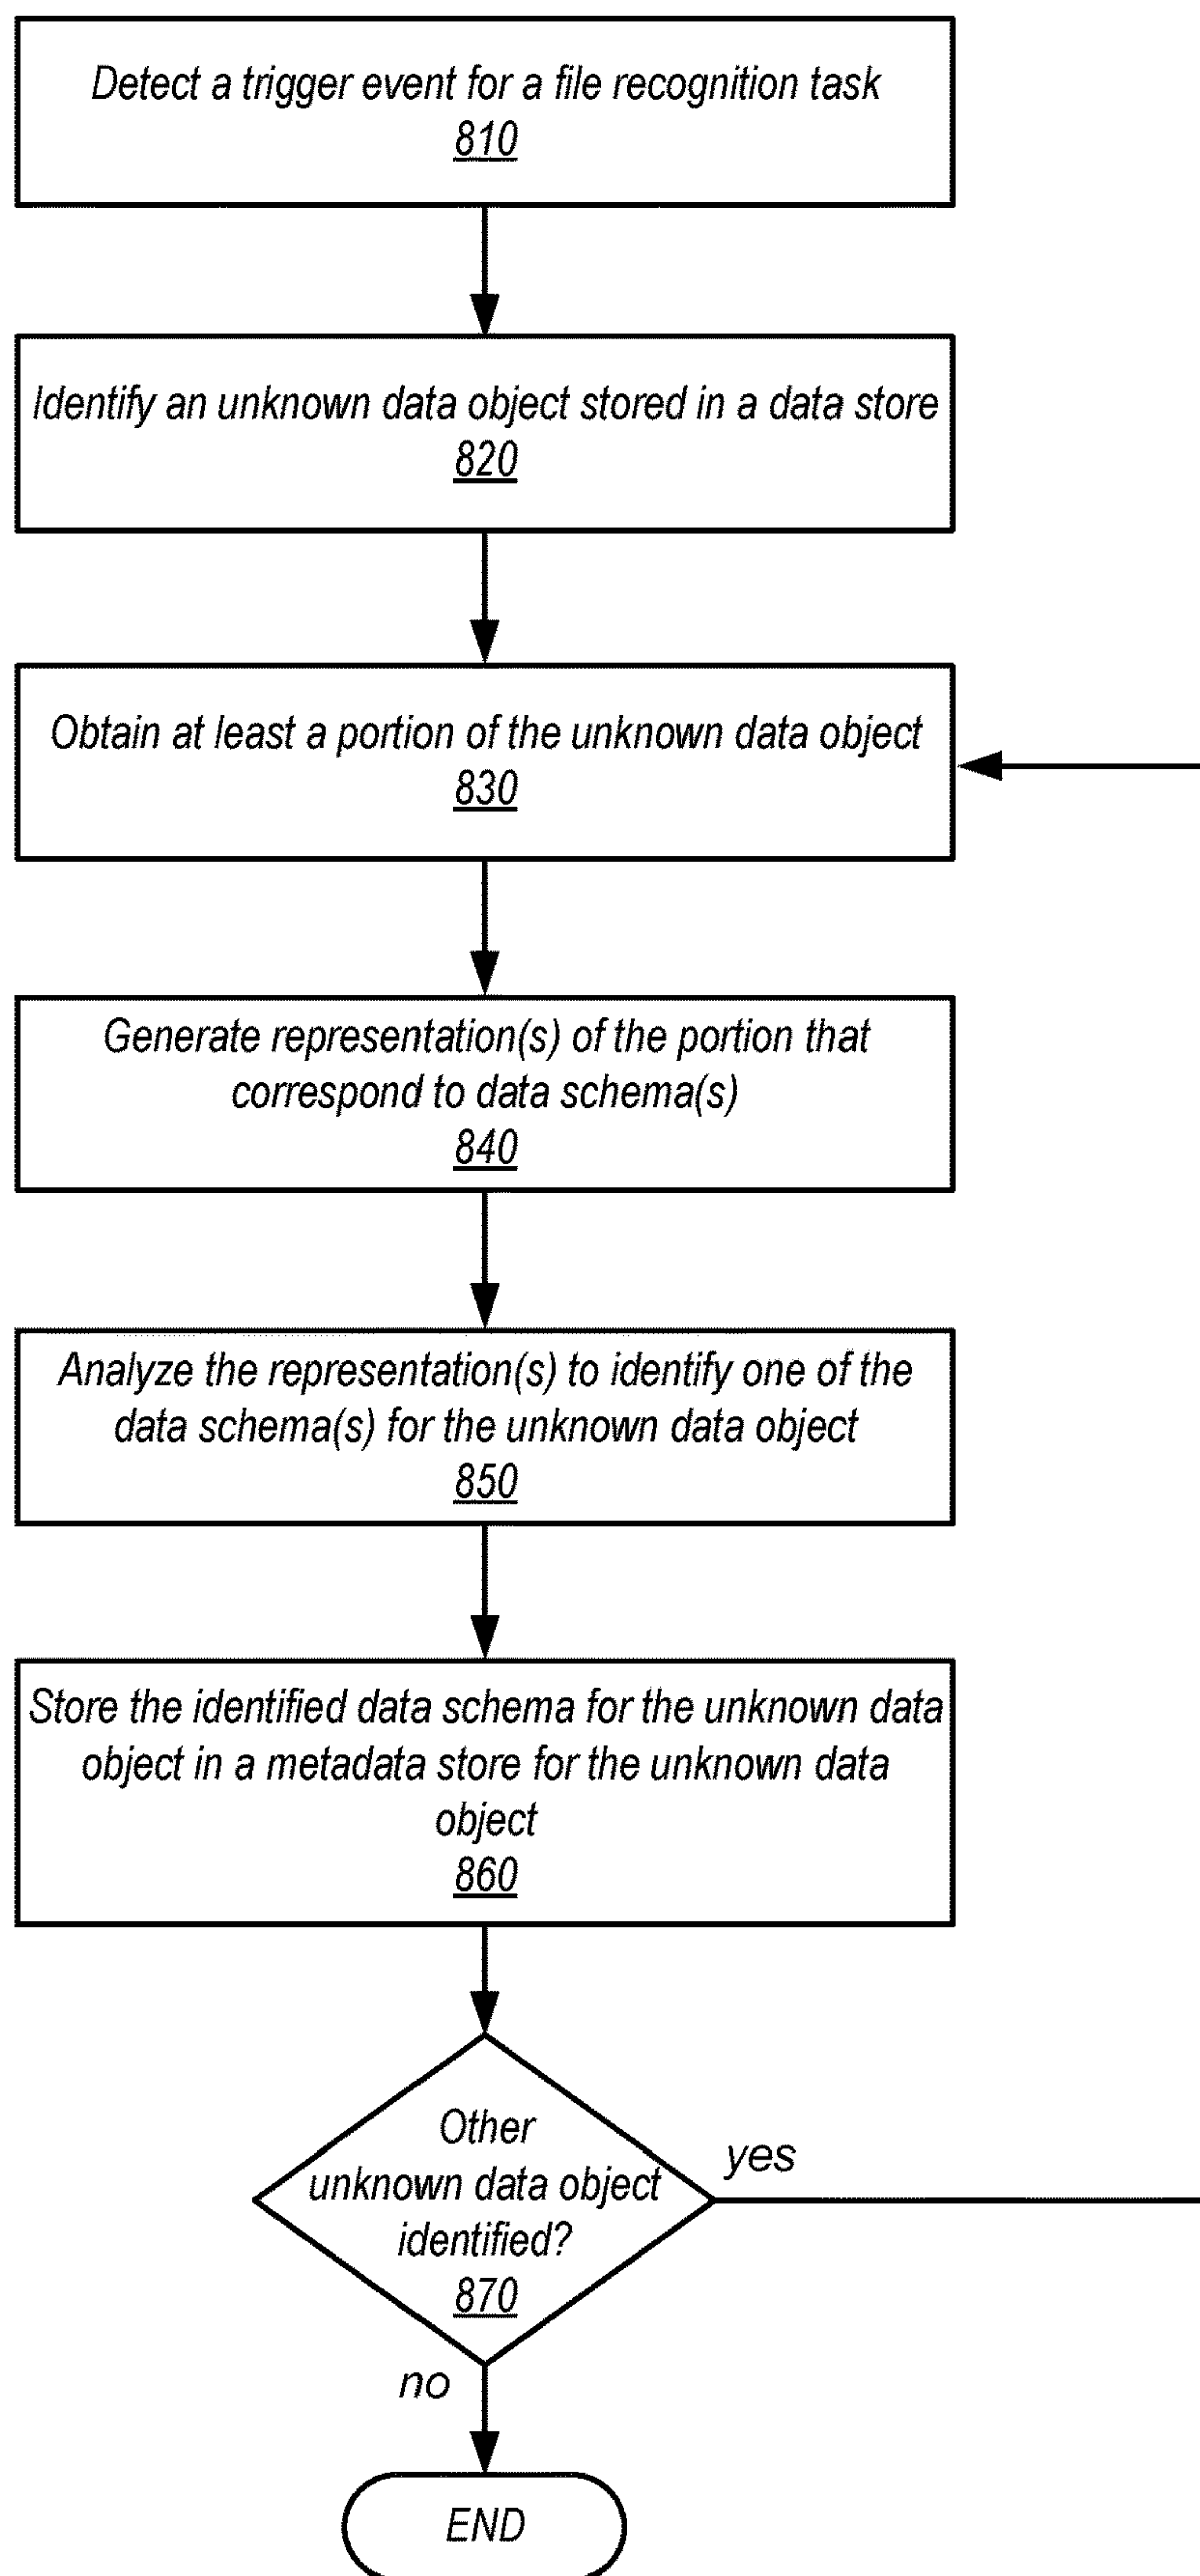 Detect a trigger event for a file recognition task
810
Identify an unknown data object stored in a data store
820
Obtain at least a portion of the unknown data object
830
Generate representation(s) of the portion that
correspond to data schema(s)
840
Analyze the representation(s) to identify one of the
data schema(s) for the unknown data object
850
Store the identified data schema for the unknown data
object in a metadata store for the unknown data
object
860
Other
unknown data object
identified?
870
yes
no
END